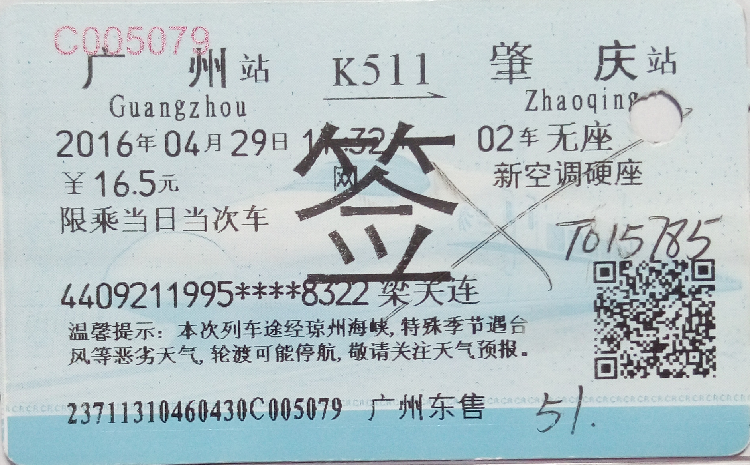 C005079
广州站 K511 肇庆站
Guangzhou Zhaoqing
2016年04月29日 02车无座
¥16.5元 网 新空调硬座
限乘当日当次车
签
T015785
4409211995****8322 梁天连
温馨提示：本次列车途经琼州海峡,特殊季节遇台
风等恶劣天气,轮渡可能停航,敬请关注天气预报。
23711310460430C005079 广州东售
51.